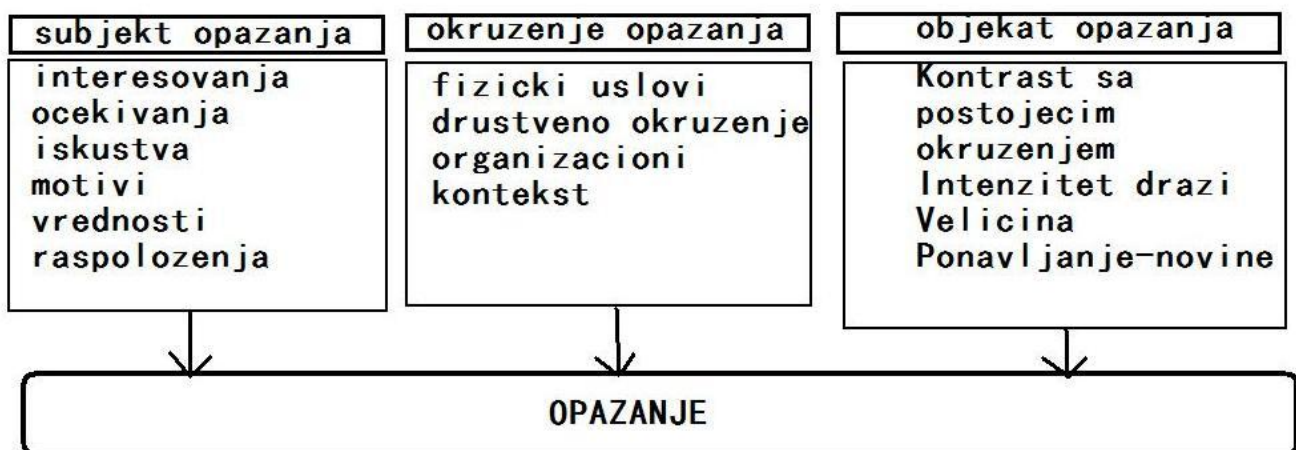 subjekt opazanja
interesovanja
ocekivanja
iskustva
motivi
vrednosti
raspolozenja
okruzenje opazanja
fizicki uslovi
drustveno okruzenje
organizacioni
kontekst
objekat opazanja
Kontrast sa
postojecim
okruzenjem
Intenzitet drazi
Velicina
Ponavljanje-novine
OPAZANJE